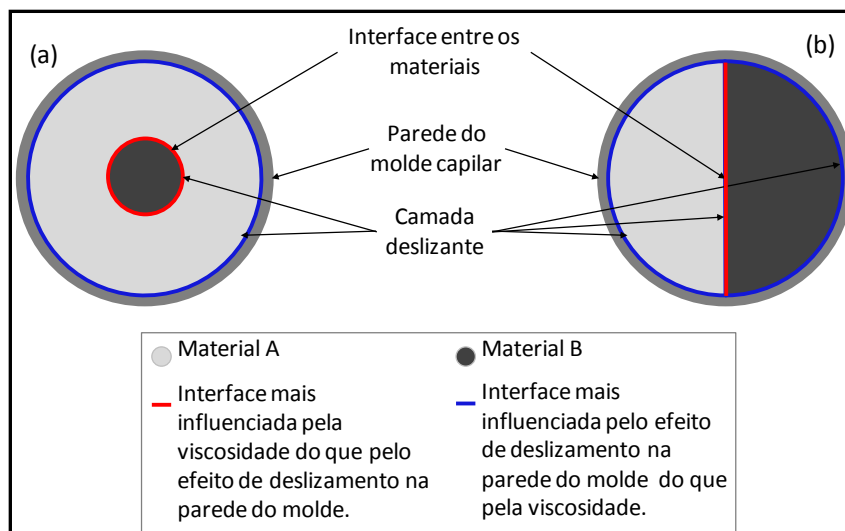 (a)
Interface entre os
materiais
(b)
Parede do
molde capilar
Camada
deslizante
Material A
Interface mais
influenciada pela
viscosidade do que pelo
efeito de deslizamento na
parede do molde.
Material B
Interface mais
influenciada pelo efeito
de deslizamento na
parede do molde do que
pela viscosidade.